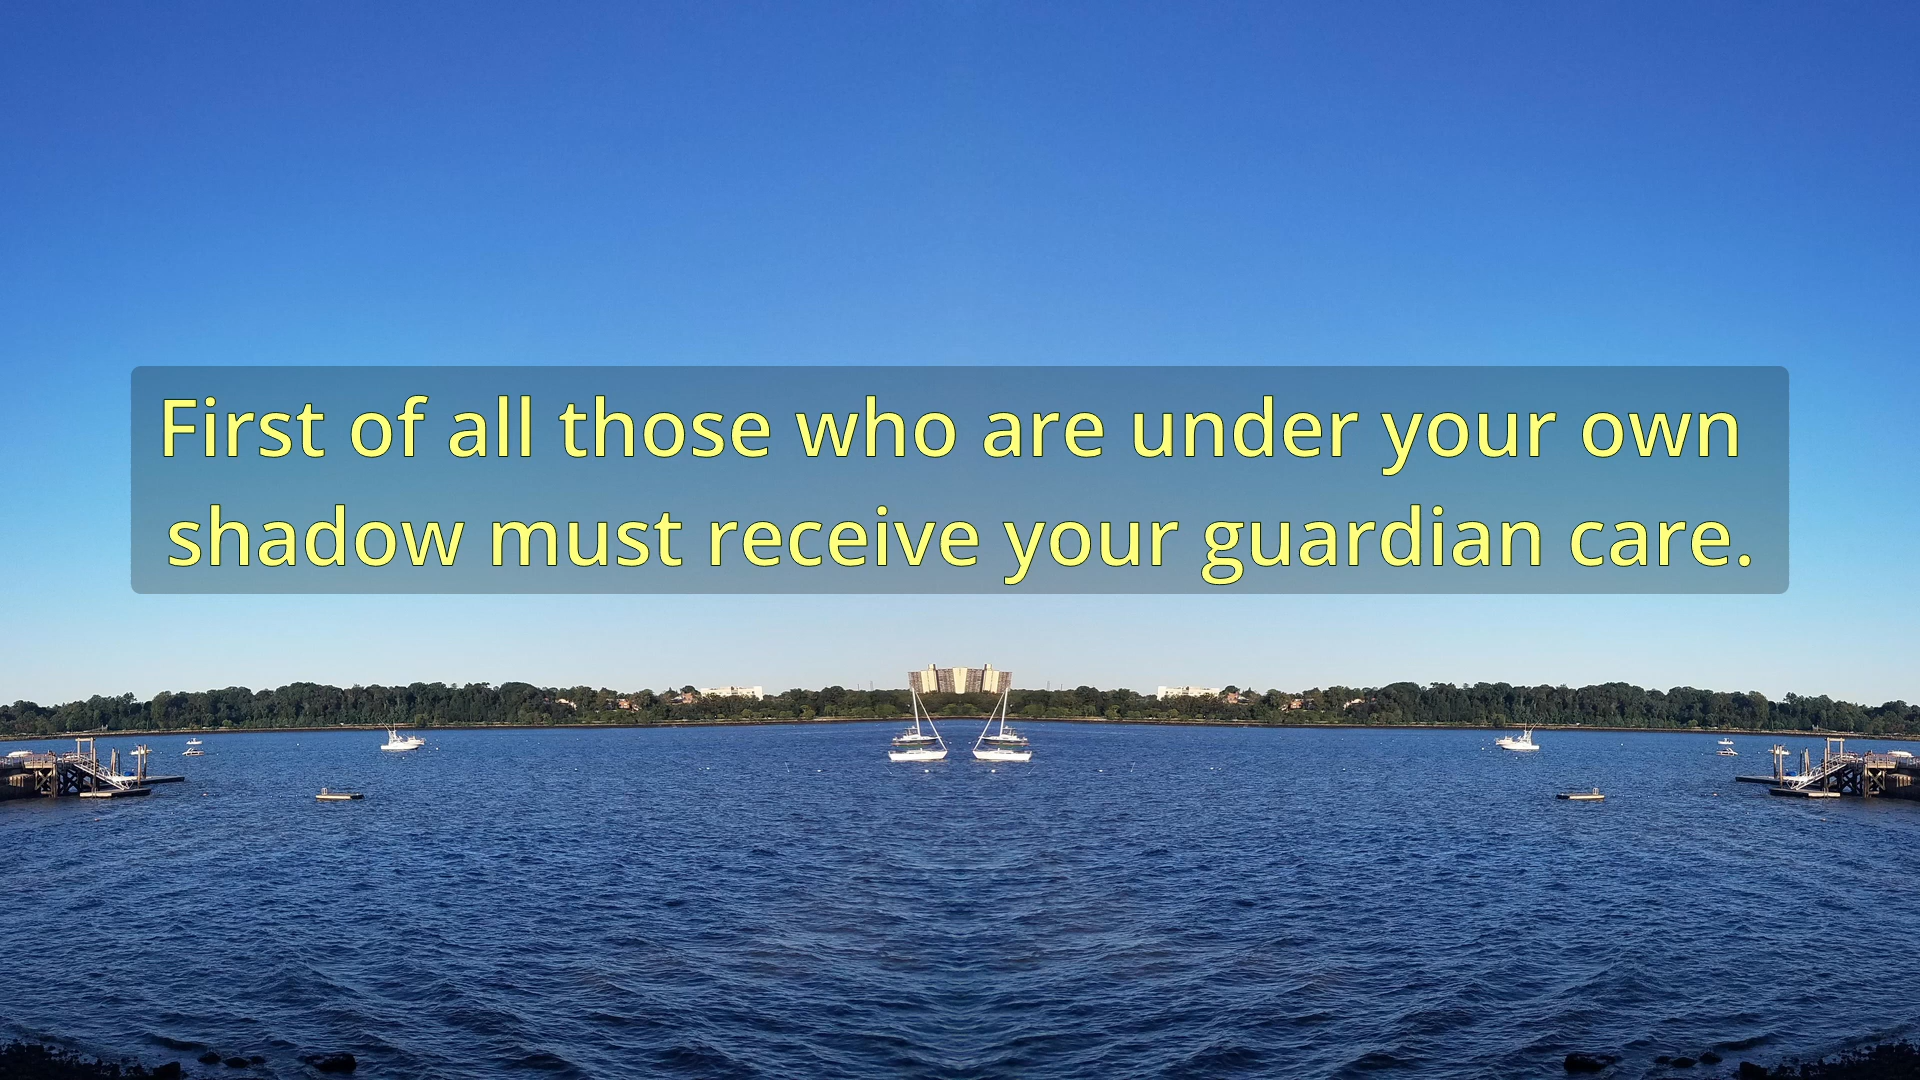 First of all those who are under your own
shadow must receive your guardian care.